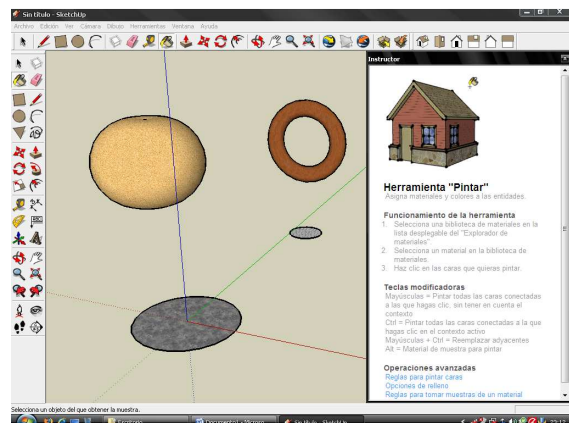 Sin título - SketchUp
Archivo Edición Ver Cámara Dibujo Herramientas Ventana Ayuda
Instructor
Herramienta "Pintar"
Asigna materiales y colores a las entidades.
Funcionamiento de la herramienta
1. Selecciona una biblioteca de materiales en la
lista desplegable del "Explorador de
materiales".
2. Selecciona un material en la biblioteca de
materiales.
3. Haz clic en las caras que quieras pintar.
Teclas modificadoras
Mayúsculas = Pintar todas las caras conectadas
a las que hagas clic, sin tener en cuenta el
contexto
Ctrl = Pintar todas las caras conectadas a la que
hagas clic en el contexto activo
Mayúsculas + Ctrl = Reemplazar adyacentes
Alt = Material de muestra para pintar
Operaciones avanzadas
Reglas para pintar caras
Opciones de relleno
Reglas para tomar muestras de un material
Selecciona un objeto del que obtener la muestra.
Escritorio
Documento1 - Microso...
Sin título - SketchUp
23:12